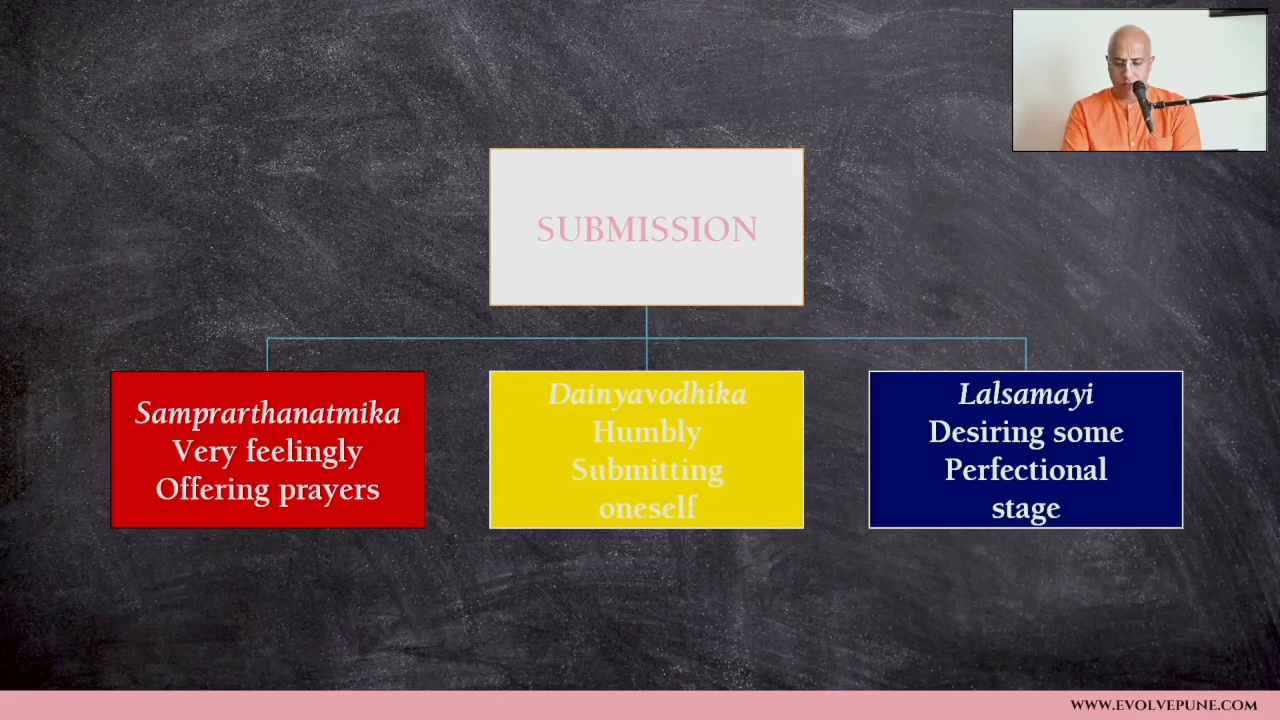 SUBMISSION
Samprarthanatmika
Very feelingly
Offering prayers
Dainyavodhika
Humbly
Submitting
oneself
Lalsamayi
Desiring some
Perfectional
stage
WWW.EVOLVEPUNE.COM